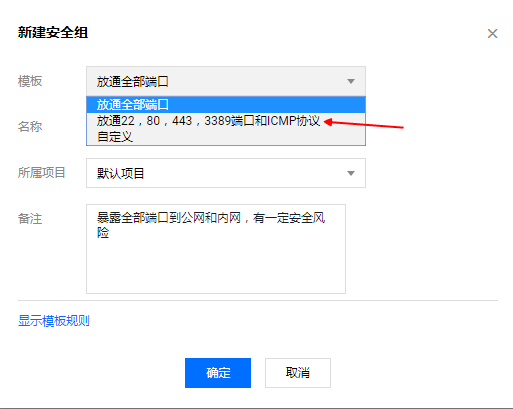 新建安全组
模板
放通全部端口
放通全部端口
放通22，80，443，3389端口和ICMP协议
名称
自定义
所属项目
默认项目
备注
暴露全部端口到公网和内网，有一定安全风
险
显示模板规则
确定
取消